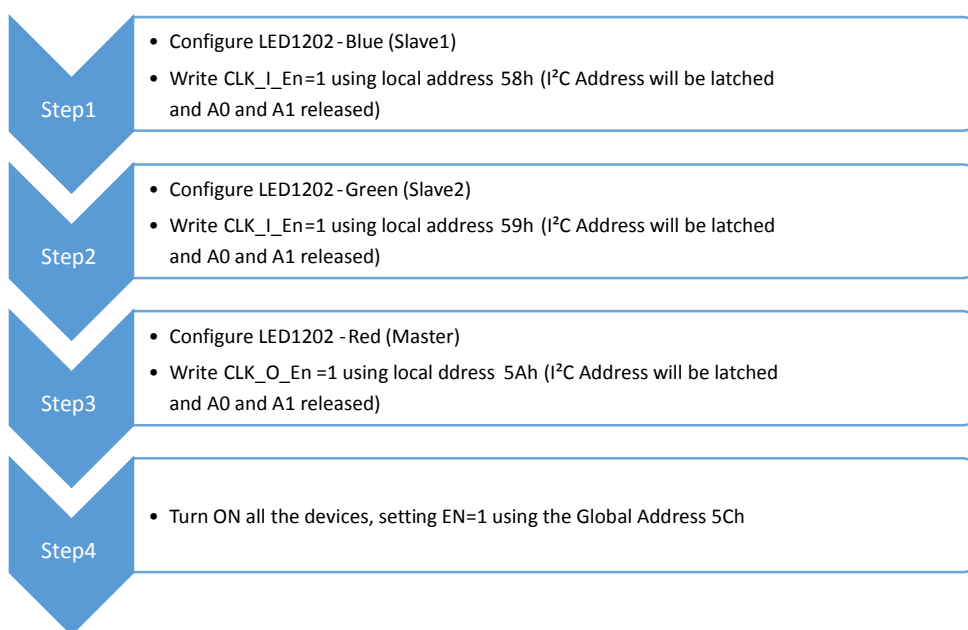 Step1
• Configure LED1202-Blue (Slave1)
• Write CLK_I_En=1 using local address 58h (I²C Address will be latched
and A0 and A1 released)
Step2
• Configure LED1202-Green (Slave2)
• Write CLK_I_En=1 using local address 59h (I²C Address will be latched
and A0 and A1 released)
Step3
• Configure LED1202 -Red (Master)
• Write CLK_O_En =1 using local ddress 5Ah (I²C Address will be latched
and A0 and A1 released)
Step4
• Turn ON all the devices, setting EN=1 using the Global Address 5Ch